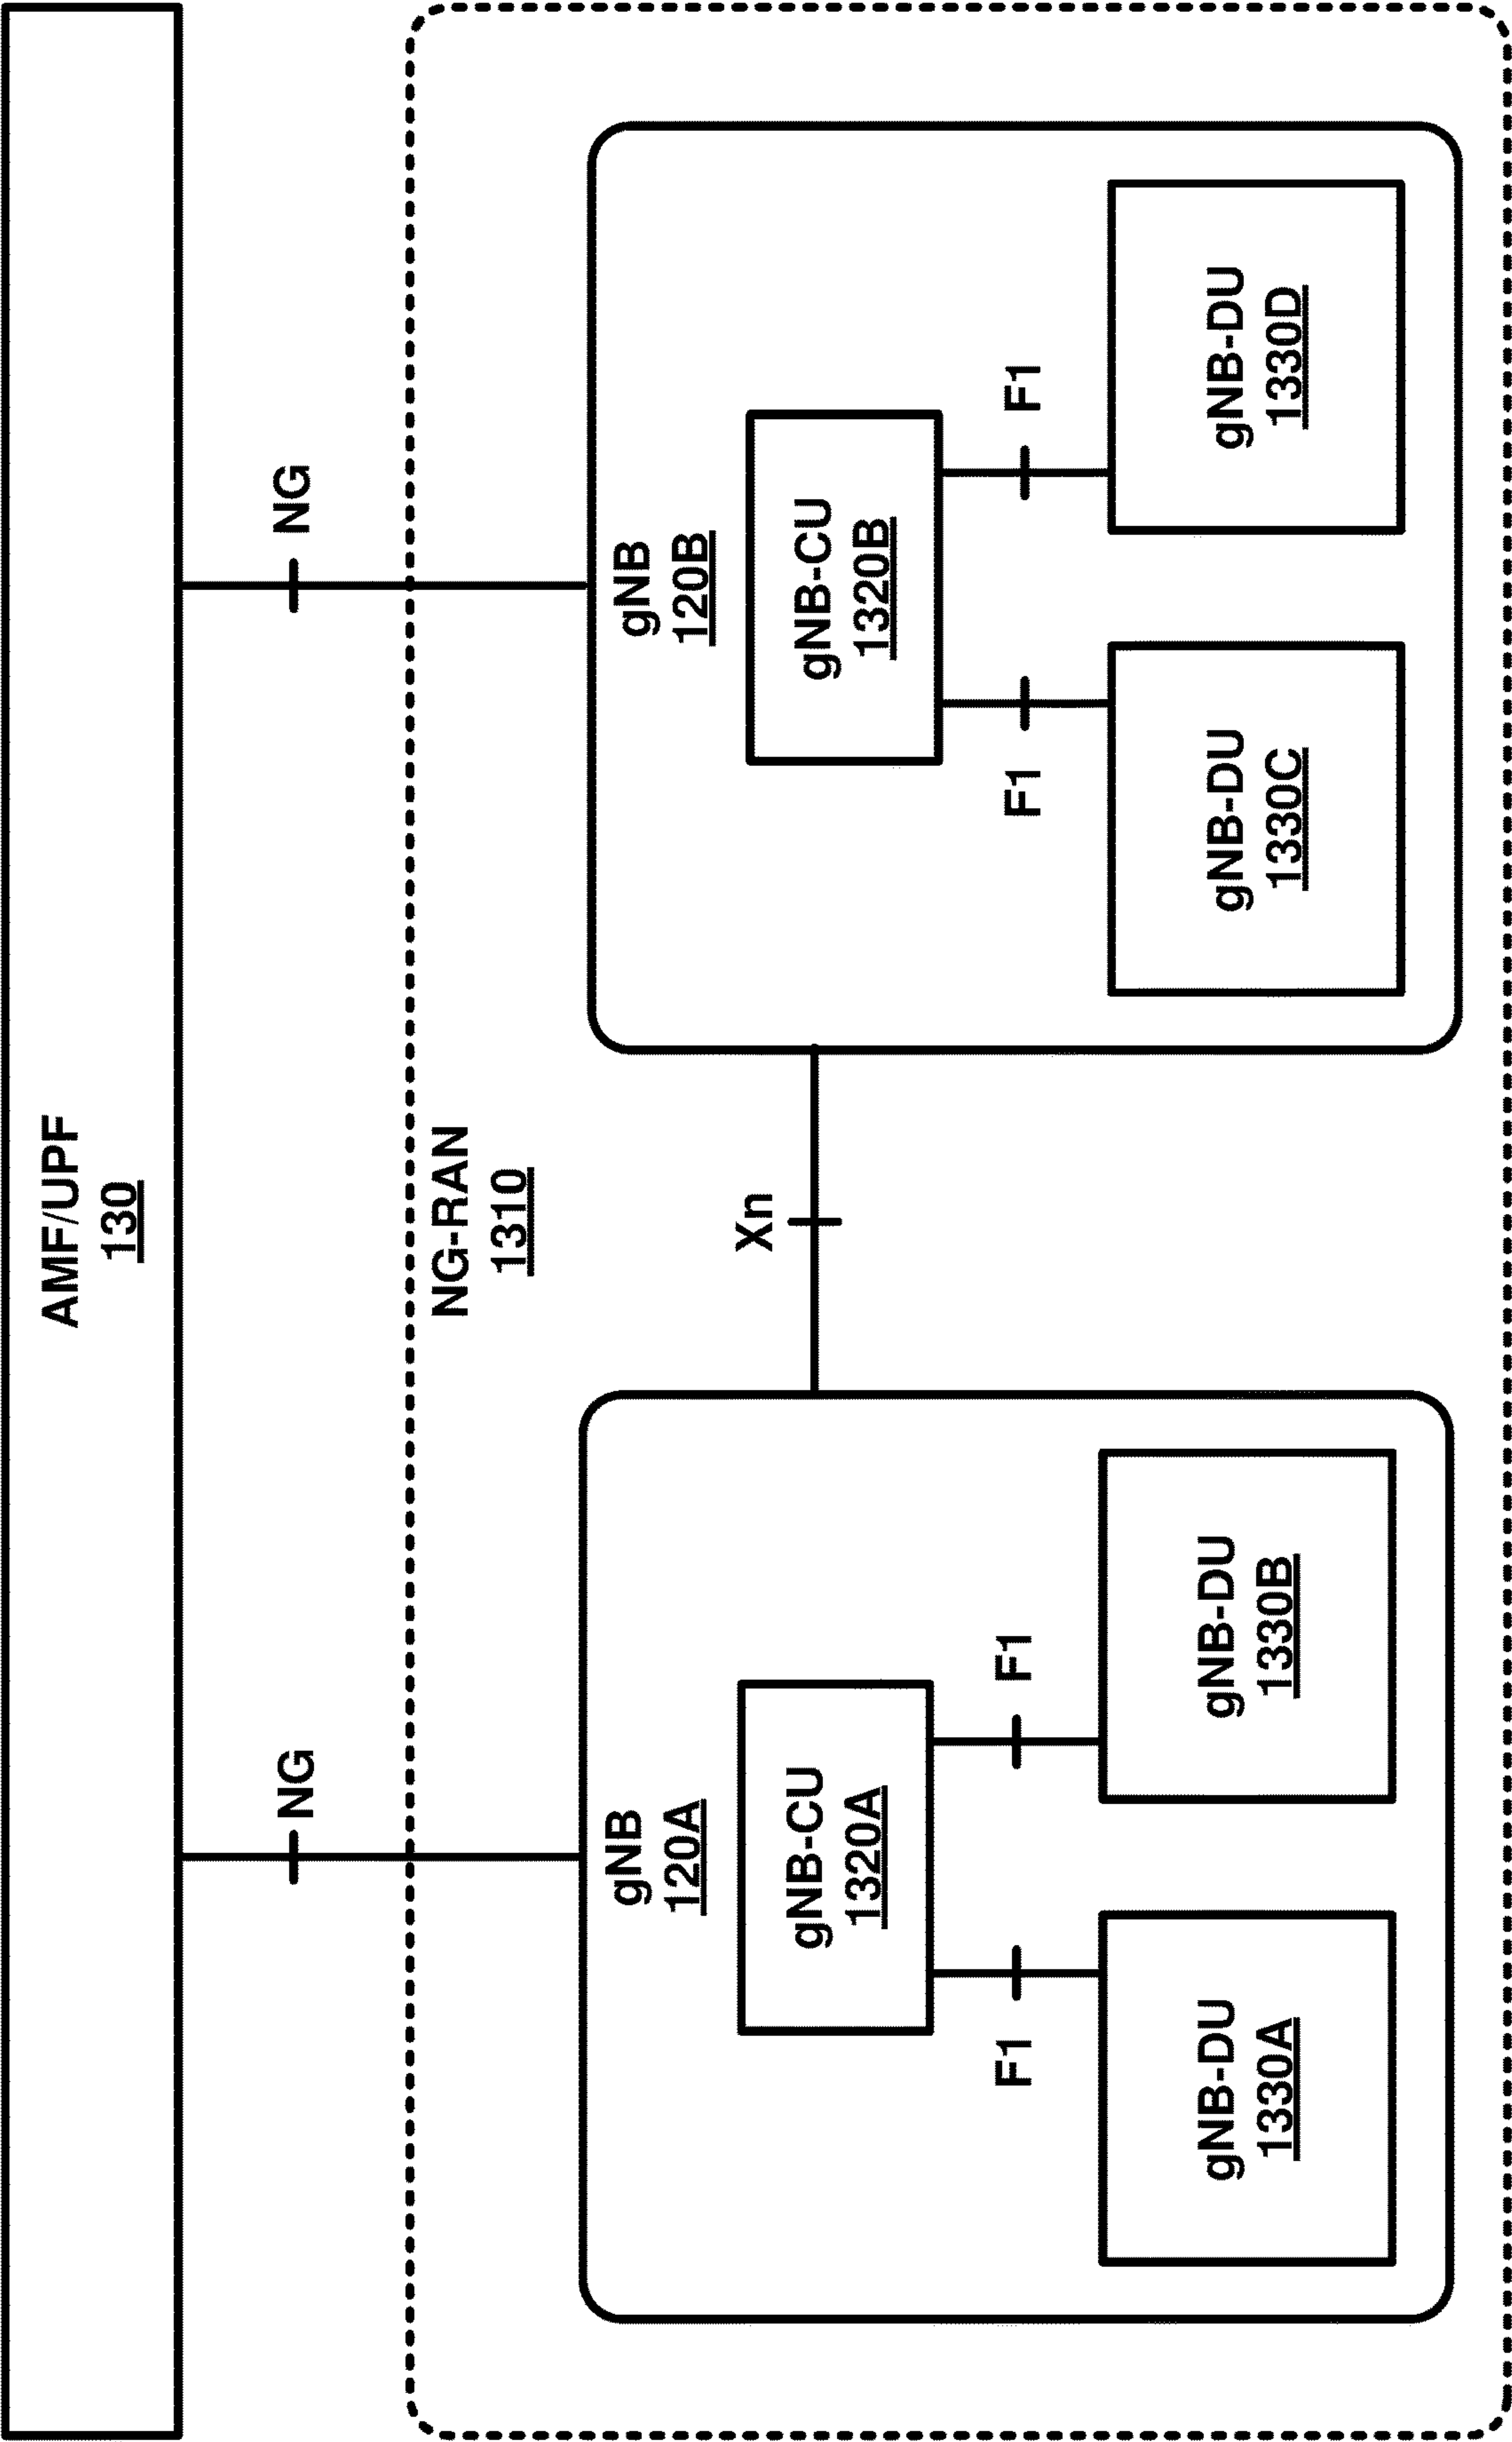 AMF/UPF
130
NG
NG
NG-RAN
1310
gNB
120A
gNB
120B
Xn
gNB-CU
1320A
gNB-CU
1320B
F1
F1
F1
F1
gNB-DU
1330A
gNB-DU
1330B
gNB-DU
1330C
gNB-DU
1330D